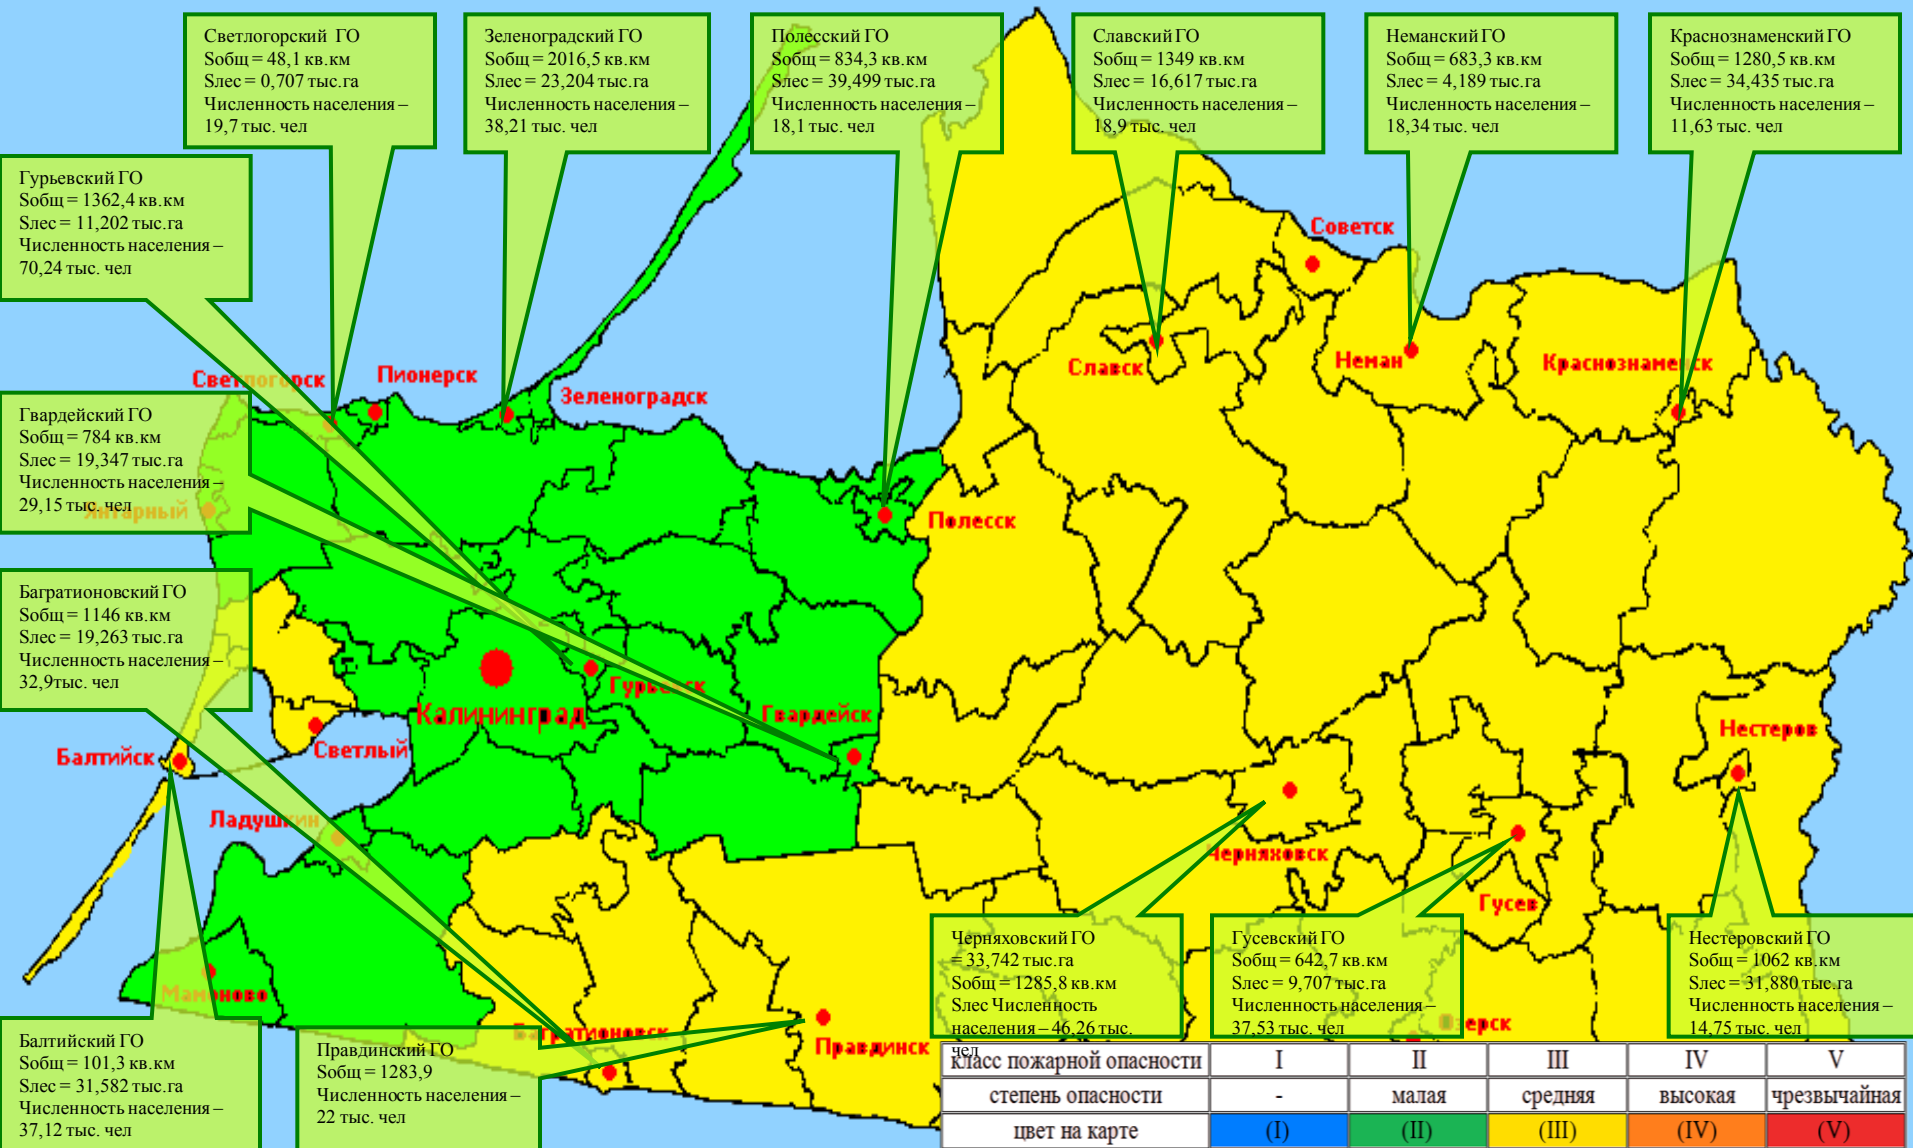 Светлогорский ГО
Sобщ = 48,1 кв.км
Sлес = 0,707 тыс.га
Численность населения –
19,7 тыс. чел
Зеленоградский ГО
Sобщ = 2016,5 кв.км
Sлес = 23,204 тыс.га
Численность населения –
38,21 тыс. чел
Полесский ГО
Sобщ = 834,3 кв.км
Sлес = 39,499 тыс.га
Численность населения –
18,1 тыс. чел
Славский ГО
Sобщ = 1349 кв.км
Sлес = 16,617 тыс.га
Численность населения –
18,9 тыс. чел
Неманский ГО
Sобщ = 683,3 кв.км
Sлес = 4,189 тыс.га
Численность населения –
18,34 тыс. чел
Краснознаменский ГО
Sобщ = 1280,5 кв.км
Sлес = 34,435 тыс.га
Численность населения –
11,63 тыс. чел
Гурьевский ГО
Sобщ = 1362,4 кв.км
Sлес = 11,202 тыс.га
Численность населения –
70,24 тыс. чел
Советск
Славск
Неман
Краснознаменск
Светлогорск
Пионерск
Зеленоградск
Гвардейский ГО
Sобщ = 784 кв.км
Sлес = 19,347 тыс.га
Численность населения –
29,15 тыс. чел
Янтарный
Полесск
Багратионовский ГО
Sобщ = 1146 кв.км
Sлес = 19,263 тыс.га
Численность населения –
32,9тыс. чел
Гурьевск
Калининград
Гвардейск
Светлый
Балтийск
Нестеров
Ладушкин
Черняховск
Гусев
Мамоново
Черняховский ГО
= 33,742 тыс.га
Sобщ = 1285,8 кв.км
Sлес Численность
населения – 46,26 тыс.
чел
Гусевский ГО
Sобщ = 642,7 кв.км
Sлес = 9,707 тыс.га
Численность населения –
37,53 тыс. чел
Нестеровский ГО
Sобщ = 1062 кв.км
Sлес = 31,880 тыс.га
Численность населения –
14,75 тыс. чел
Озерск
Багратионовск
Правдинск
Балтийский ГО
Sобщ = 101,3 кв.км
Sлес = 31,582 тыс.га
Численность населения –
37,12 тыс. чел
Правдинский ГО
Sобщ = 1283,9
Численность населения –
22 тыс. чел
класс пожарной опасности I II III IV V
степень опасности - малая средняя высокая чрезвычайная
цвет на карте (I) (II) (III) (IV) (V)